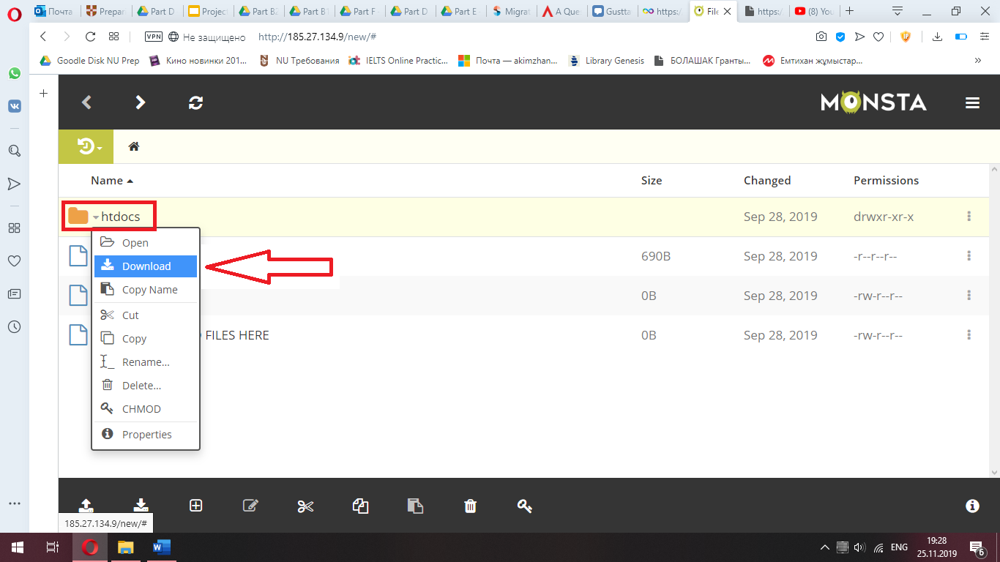 Почта
Prepar
Part D
Project
Part B2
Part B1
Part F
Part D
Part E
Migrat
A Que
Gustta
https:/
File
https:/
(8) You
VPN
Не защищено
http://185.27.134.9/new/#
Goodle Disk NU Prep
Кино новинки 201...
NU Требования
IELTS Online Practic...
Почта — akimzhan...
Library Genesis
БОЛАШАК Гранты...
Емтихан жұмыстар...
»
MONSTA
Name
Size
Changed
Permissions
htdocs
Sep 28, 2019
drwxr-xr-x
Open
690B
Sep 28, 2019
-r--r--r--
Download
Copy Name
0B
Sep 28, 2019
-rw-r--r--
Cut
Copy
FILES HERE
0B
Sep 28, 2019
-rw-r--r--
Rename...
Delete...
CHMOD
Properties
185.27.134.9/new/#
ENG
19:28
25.11.2019
6